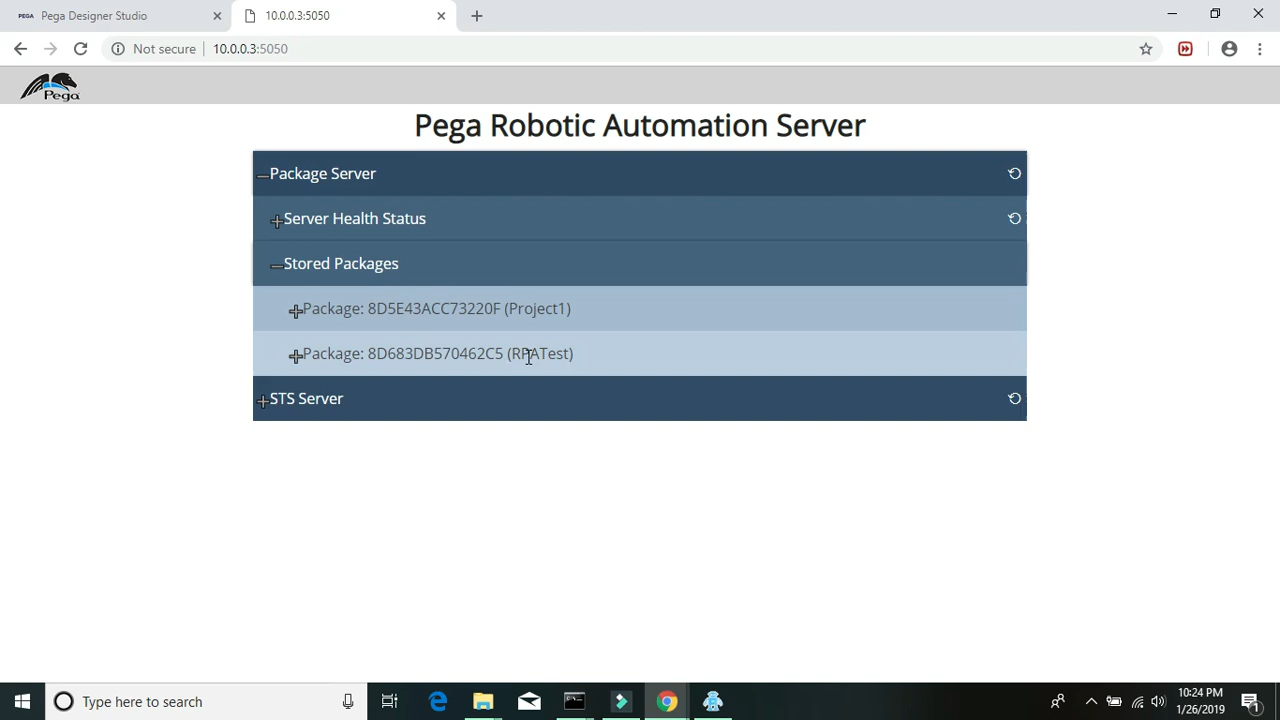 PEGA Pega Designer Studio
10.0.0.3:5050
Not secure 10.0.0.3:5050
Pega
Pega Robotic Automation Server
Package Server
Server Health Status
Stored Packages
Package: 8D5E43ACC73220F (Project1)
Package: 8D683DB570462C5 (RPATest)
STS Server
Type here to search
10:24 PM
1/26/2019
1